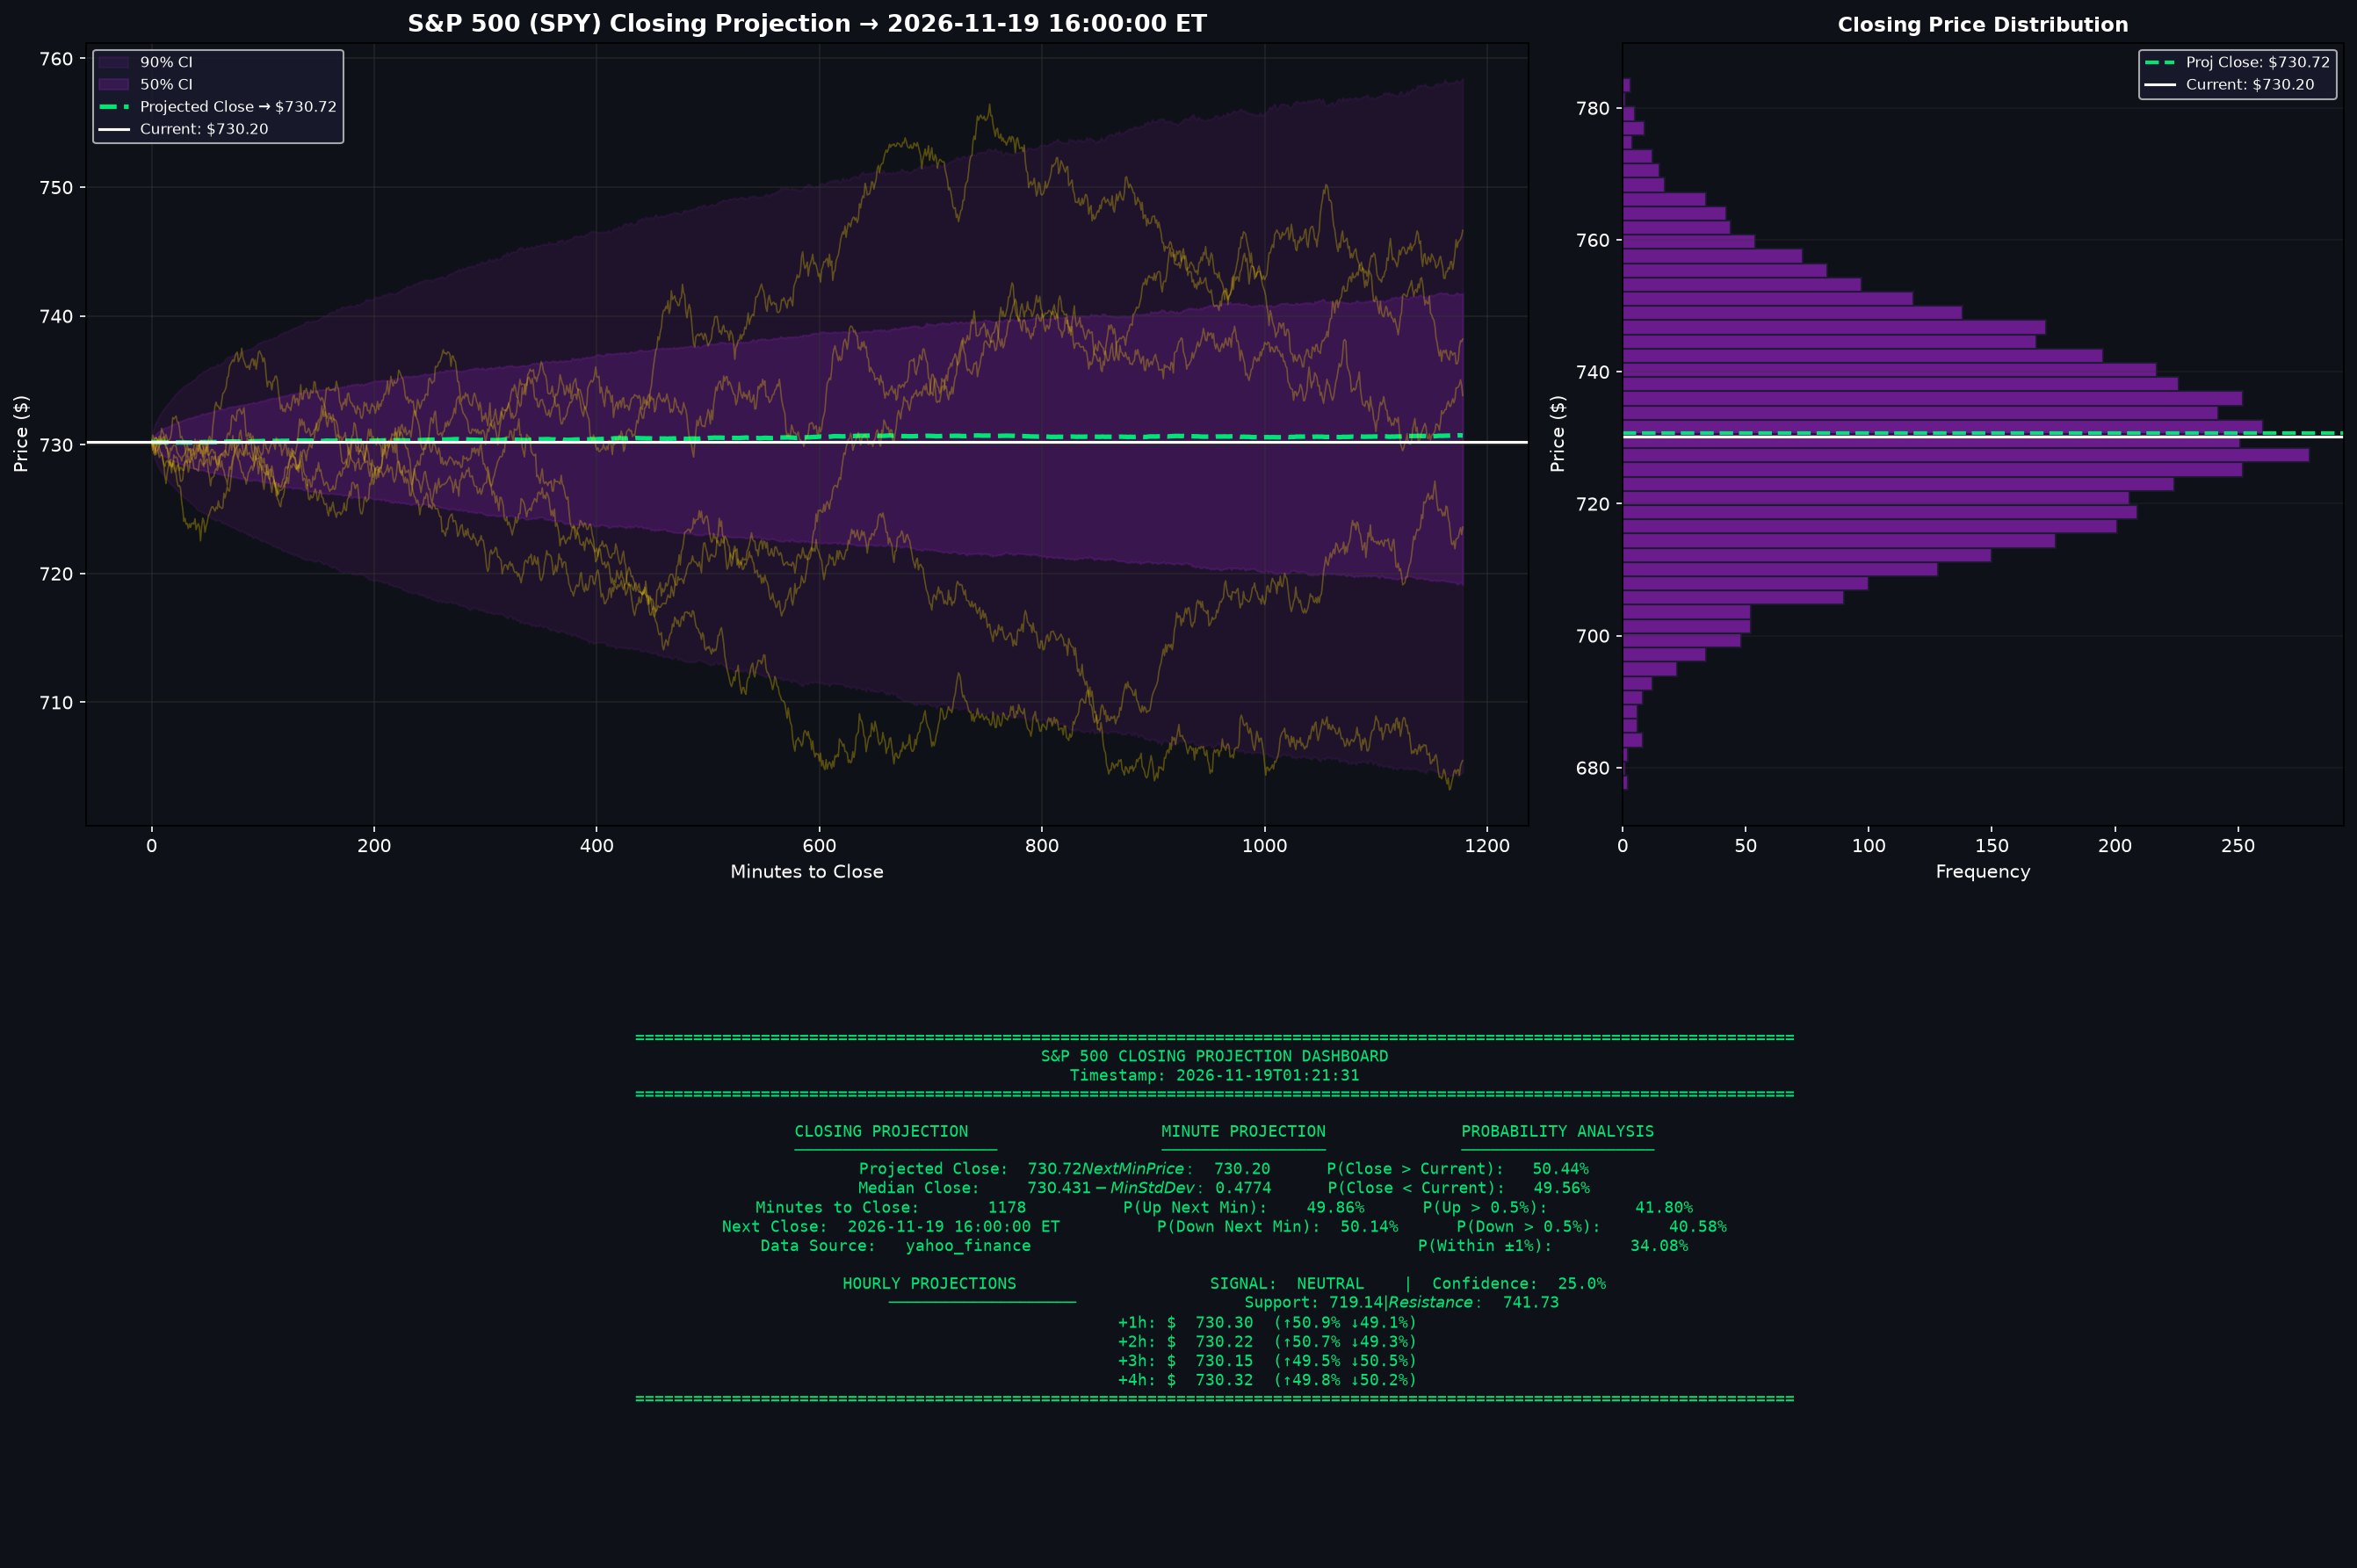 S&P 500 (SPY) Closing Projection → 2026-11-19 16:00:00 ET
90% CI
50% CI
Projected Close → $730.72
Current: $730.20
Price ($)
760
750
740
730
720
710
0 200 400 600 800 1000 1200
Minutes to Close
Closing Price Distribution
Proj Close: $730.72
Current: $730.20
Price ($)
780
760
740
720
700
680
0 50 100 150 200 250
Frequency
S&P 500 CLOSING PROJECTION DASHBOARD
Timestamp: 2026-11-19T01:21:31
CLOSING PROJECTION MINUTE PROJECTION PROBABILITY ANALYSIS
Projected Close: 730.72NextMinPrice: 730.20 P(Close > Current): 50.44%
Median Close: 730.431-MinStdDev: 0.4774 P(Close < Current): 49.56%
Minutes to Close: 1178 P(Up Next Min): 49.86% P(Up > 0.5%): 41.80%
Next Close: 2026-11-19 16:00:00 ET P(Down Next Min): 50.14% P(Down > 0.5%): 40.58%
Data Source: yahoo_finance P(Within ±1%): 34.08%
HOURLY PROJECTIONS SIGNAL: NEUTRAL | Confidence: 25.0%
Support: 719.14|Resistance: 741.73
+1h: $ 730.30 (↑50.9% ↓49.1%)
+2h: $ 730.22 (↑50.7% ↓49.3%)
+3h: $ 730.15 (↑49.5% ↓50.5%)
+4h: $ 730.32 (↑49.8% ↓50.2%)